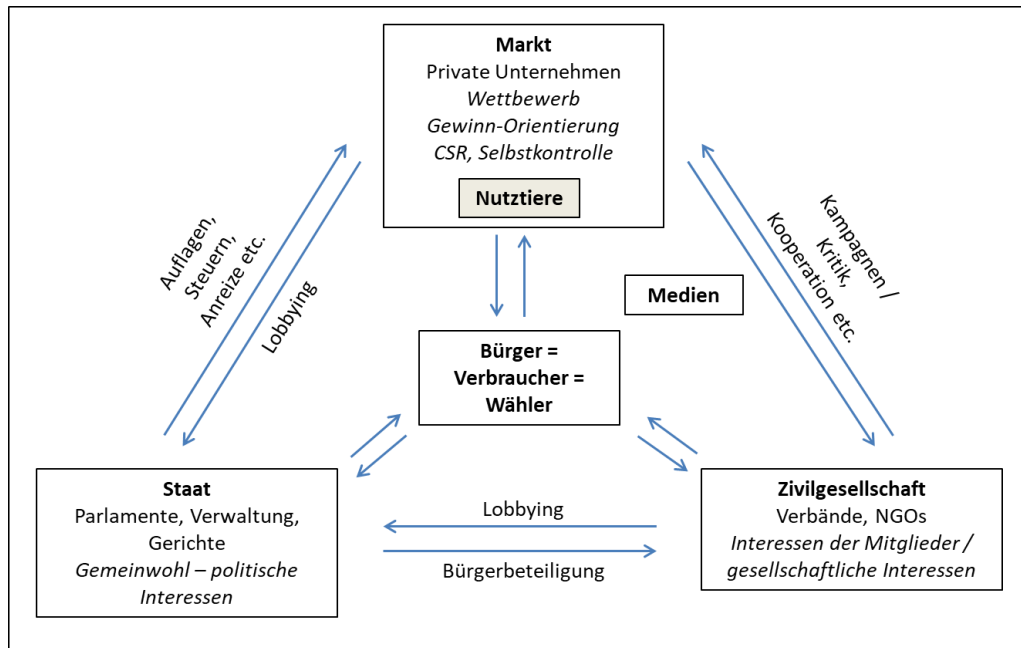 Markt
Private Unternehmen
Wettbewerb
Gewinn-Orientierung
CSR, Selbstkontrolle
Nutztiere
Auflagen,
Steuern,
Anreize etc.
Lobbying
Kampagnen /
Kritik,
Kooperation etc.
Medien
Bürger =
Verbraucher =
Wähler
Staat
Parlamente, Verwaltung,
Gerichte
Gemeinwohl – politische
Interessen
Lobbying
Bürgerbeteiligung
Zivilgesellschaft
Verbände, NGOs
Interessen der Mitglieder /
gesellschaftliche Interessen